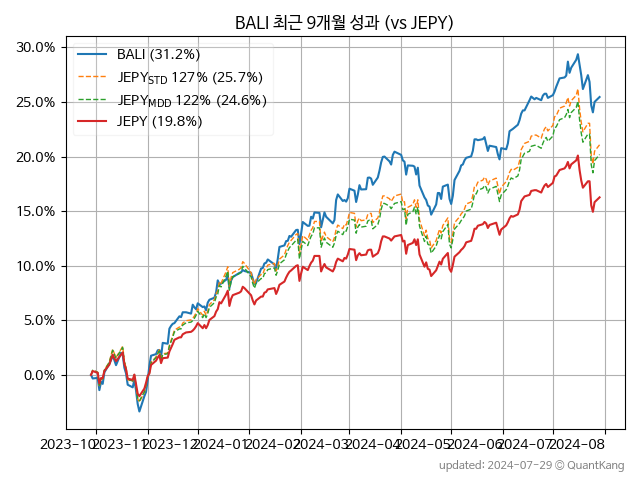 BALI 최근 9개월 성과 (vs JEPY)
30.0%
25.0%
20.0%
15.0%
10.0%
5.0%
0.0%
BALI (31.2%)
JEPYSTD 127% (25.7%)
JEPYMDD 122% (24.6%)
JEPY (19.8%)
2023-10 2023-11 2023-12 2024-01 2024-02 2024-03 2024-04 2024-05 2024-06 2024-07 2024-08
updated: 2024-07-29 @ QuantKang